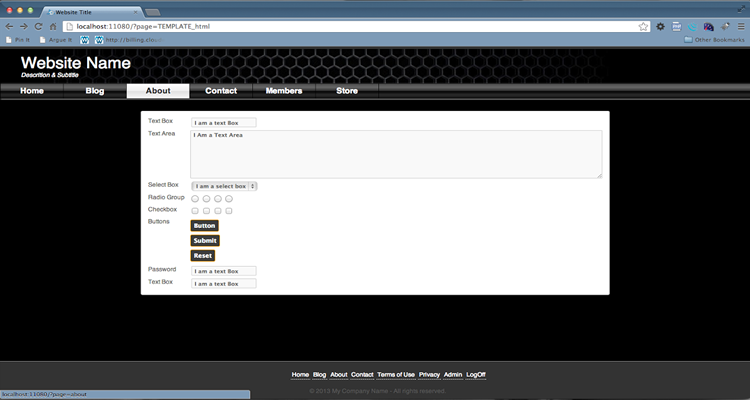 Website Title
localhost:11080/?page=TEMPLATE_html
Pin it Argue it http://billing.cloud Other Bookmarks
Website Name
Descrition & Subtitle
Home Blog About Contact Members Store
Text Box I am a text Box
Text Area I Am a Text Area
Select Box I am a select box
Radio Group
Checkbox
Buttons Button
Submit
Reset
Password I am a text Box
Text Box I am a text Box
Home Blog About Contact Terms of Use Privacy Admin LogOff
© 2013 My Company Name - All rights reserved
localhost:11080/?page=about